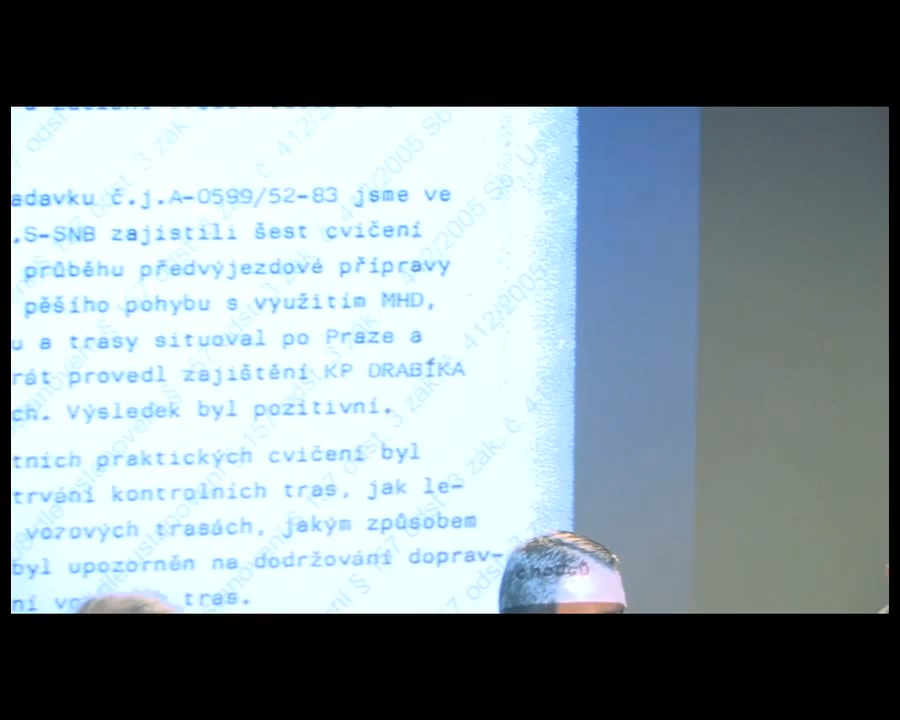 adavku č.j.A-0599/52-83 jsme ve
.S-SNB zajistili šest cvičení
průběhu předvýjezdové přípravy
pěšího pohybu s využitím MHD,
u a trasy situoval po Praze a
rát provedl zajištění KP DRABÍKA
ch. Výsledek byl pozitivní.
tních praktických cvičení byl
trvání kontrolních tras, jak le-
vozových trasách, jakým způsobem
byl upozorněn na dodržování doprav-
ní tras.